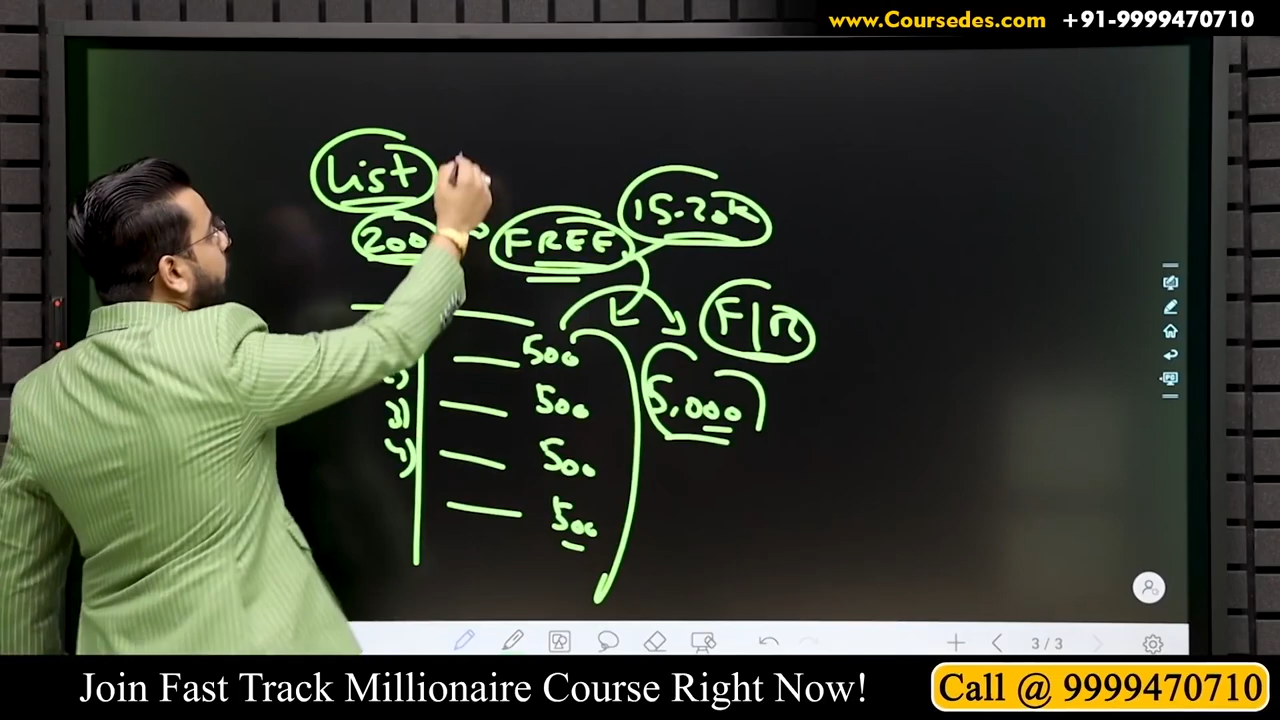 www.Coursedes.com +91-9999470710
List
200
FREE
15-20K
F/R
500
5,000
500
500
500
3 / 3
Join Fast Track Millionaire Course Right Now!
Call @ 9999470710